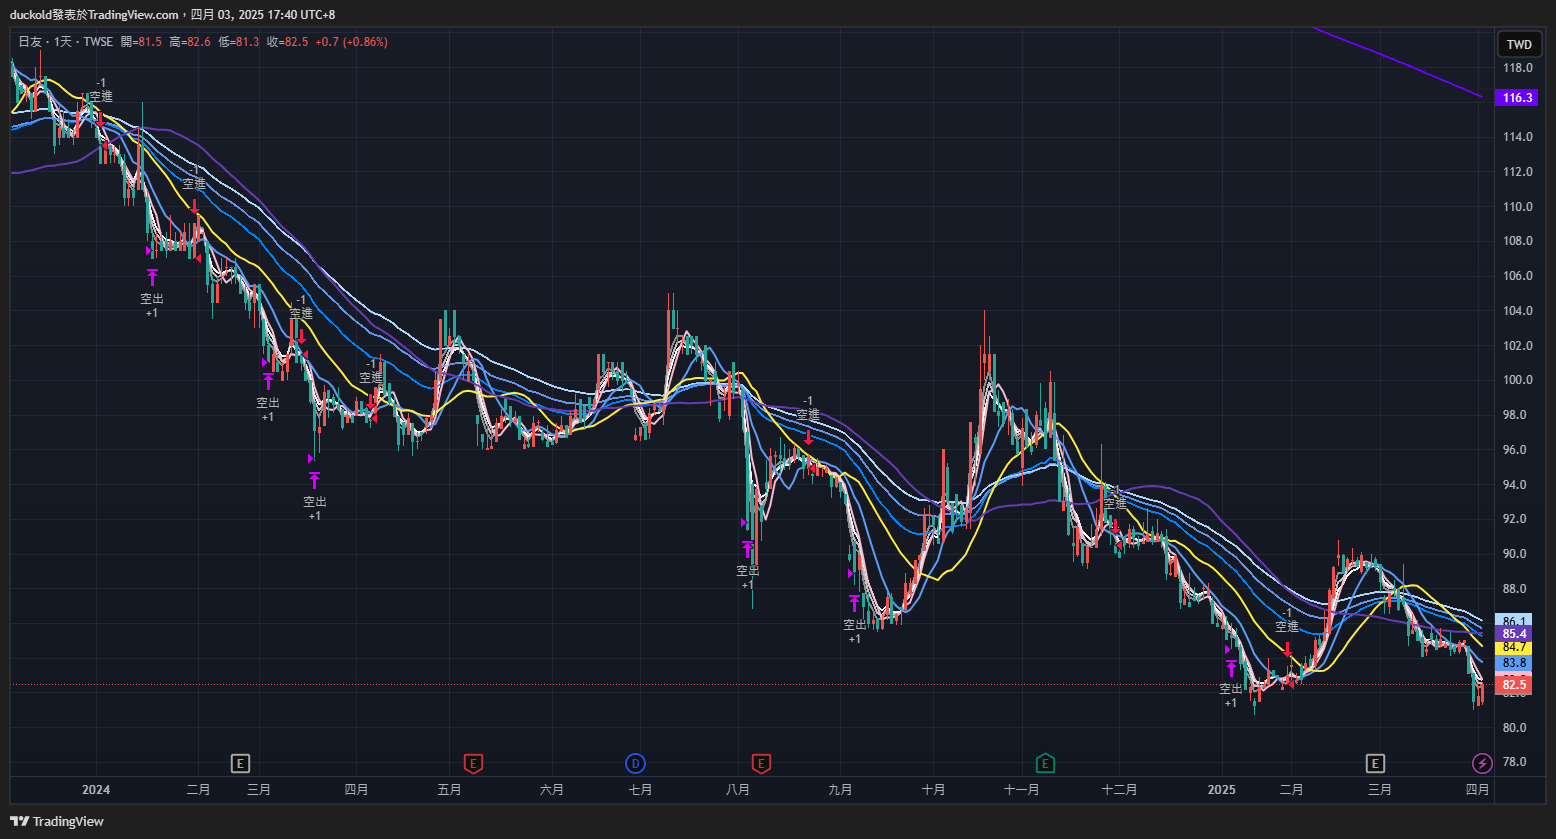 duckold發表於TradingView.com，四月 03, 2025 17:40 UTC+8
日友 · 1天 · TWSE 開=81.5 高=82.6 低=81.3 收=82.5 +0.7 (+0.86%)
TWD
118.0
116.3
114.0
112.0
110.0
108.0
106.0
104.0
102.0
100.0
98.0
96.0
94.0
92.0
90.0
88.0
86.1
85.4
84.7
83.8
82.5
80.0
78.0
-1
空進
-1
空進
空出
+1
-1
空進
-1
空進
空出
+1
空出
+1
-1
空進
空出
+1
空出
+1
-1
空進
-1
空進
空出
+1
E
E
D
E
E
E
2024
二月
三月
四月
五月
六月
七月
八月
九月
十月
十一月
十二月
2025
二月
三月
四月
TradingView